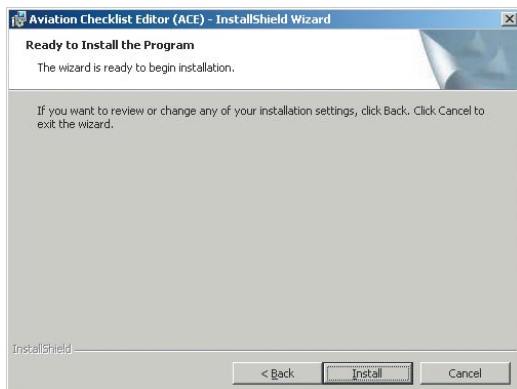 Aviation Checklist Editor (ACE) - InstallShield Wizard
Ready to Install the Program
The wizard is ready to begin installation.
If you want to review or change any of your installation settings, click Back. Click Cancel to
exit the wizard.
InstallShield
< Back Install Cancel